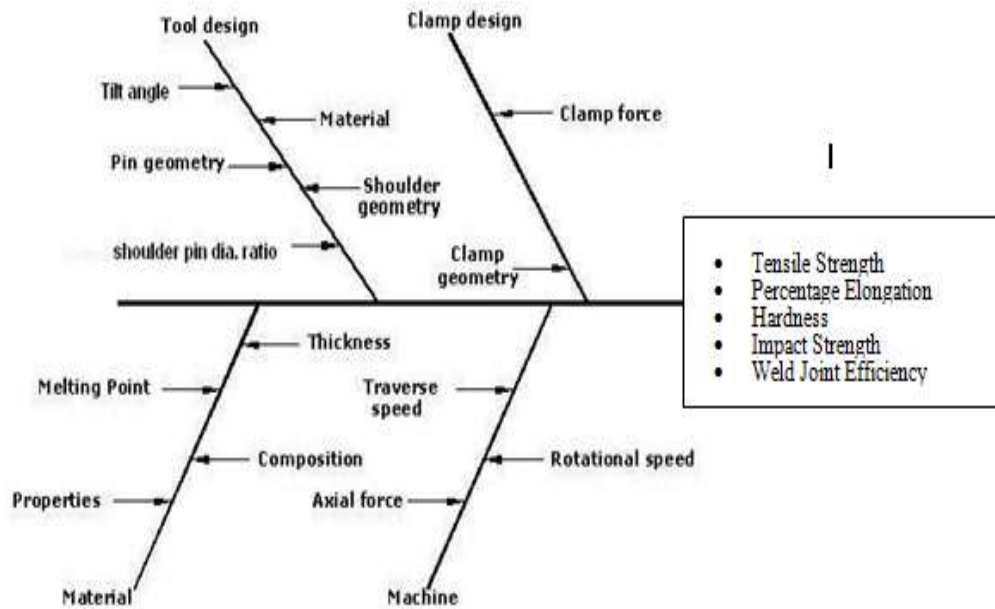 Tool design
Clamp design
Tilt angle
Material
Clamp force
Pin geometry
Shoulder
geometry
shoulder pin dia. ratio
Clamp
geometry
• Tensile Strength
• Percentage Elongation
• Hardness
• Impact Strength
• Weld Joint Efficiency
Thickness
Melting Point
Traverse
speed
Composition
Rotational speed
Properties
Axial force
Material
Machine